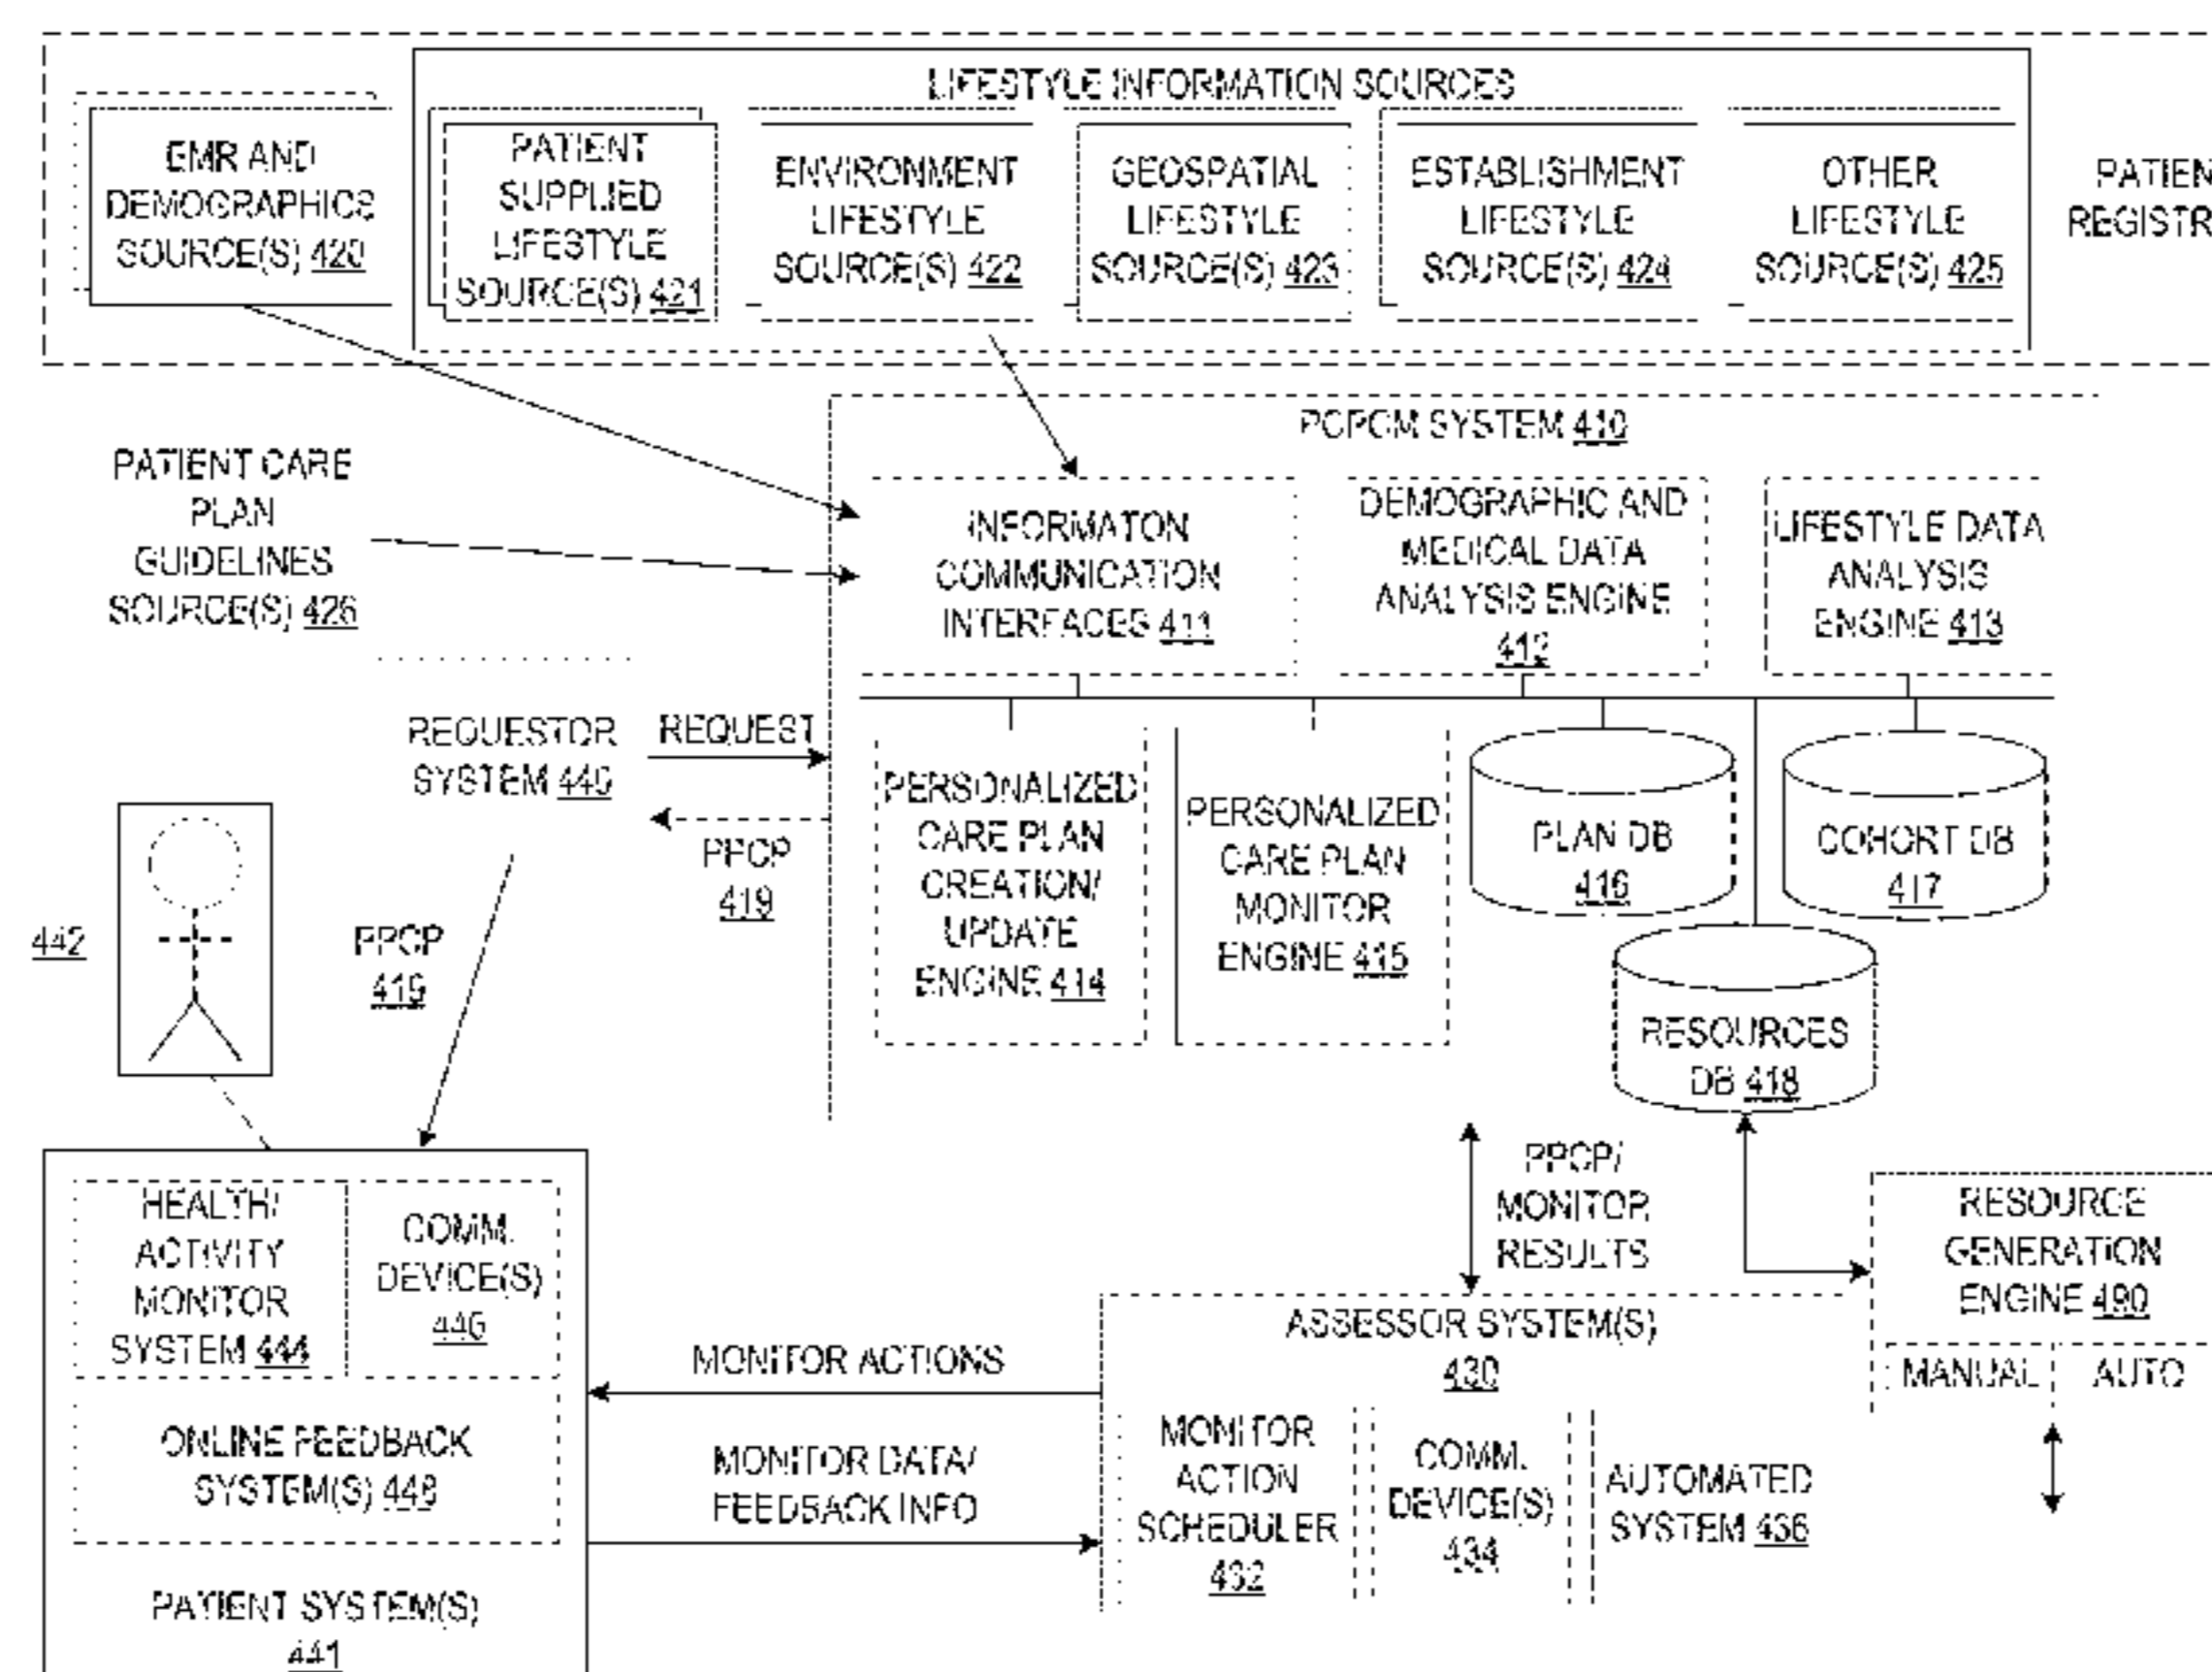 LIFESTYLE INFORMATION SOURCES
EMR AND
DEMOGRAPHICS
SOURCE(S) 420
PATIENT
SUPPLIED
LIFESTYLE
SOURCE(S) 421
ENVIRONMENT
LIFESTYLE
SOURCE(S) 422
GEOSPATIAL
LIFESTYLE
SOURCE(S) 423
ESTABLISHMENT
LIFESTYLE
SOURCE(S) 424
OTHER
LIFESTYLE
SOURCE(S) 425
PATIEN
REGISTR
PCPCM SYSTEM 410
PATIENT CARE
PLAN
GUIDELINES
SOURCE(S) 426
INFORMATON
COMMUNICATION
INTERFACES 411
DEMOGRAPHIC AND
MEDICAL DATA
ANALYSIS ENGINE
412
LIFESTYLE DATA
ANALYSIS
ENGINE 413
REQUESTOR
SYSTEM 440
REQUEST
PPCP
419
PERSONALIZED
CARE PLAN
CREATION/
UPDATE
ENGINE 414
PERSONALIZED
CARE PLAN
MONITOR
ENGINE 415
PLAN DB
416
COHORT DB
417
RESOURCES
DB 418
442
PPCP
419
PPCP/
MONITOR
RESULTS
RESOURCE
GENERATION
ENGINE 490
MANUAL
AUTO
HEALTH/
ACTIVITY
MONITOR
SYSTEM 444
COMM.
DEVICE(S)
446
ONLINE FEEDBACK
SYSTEM(S) 448
PATIENT SYSTEM(S)
441
MONITOR ACTIONS
MONITOR DATA/
FEEDBACK INFO
ASSESSOR SYSTEM(S)
430
MONITOR
ACTION
SCHEDULER
432
COMM.
DEVICE(S)
434
AUTOMATED
SYSTEM 436